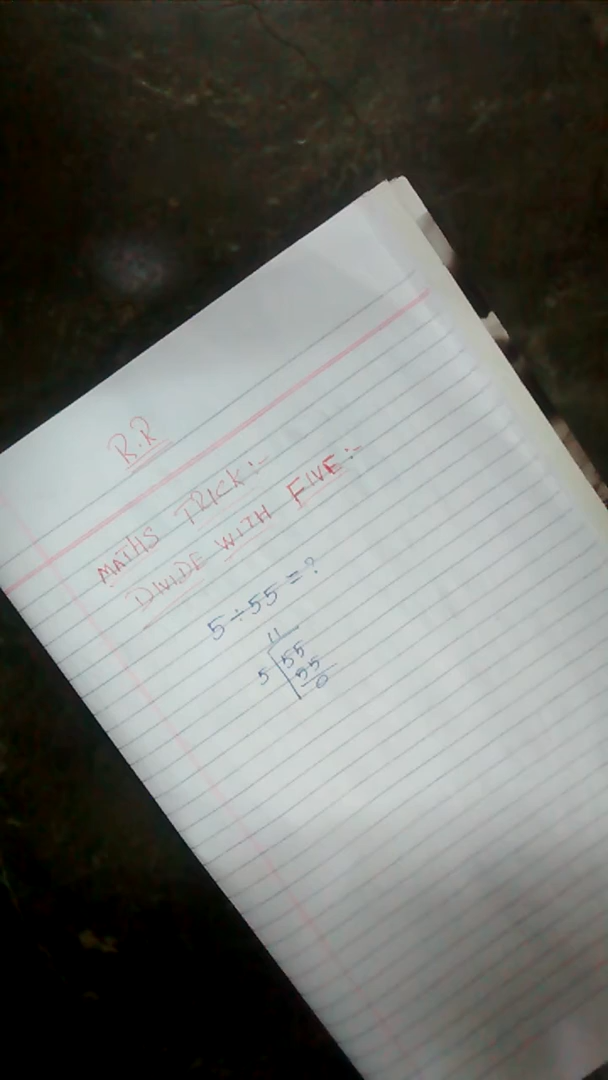 R.R
MATHS TRICK:-
DIVIDE WITH FIVE:-
5÷55=?
11
5 55
55
0